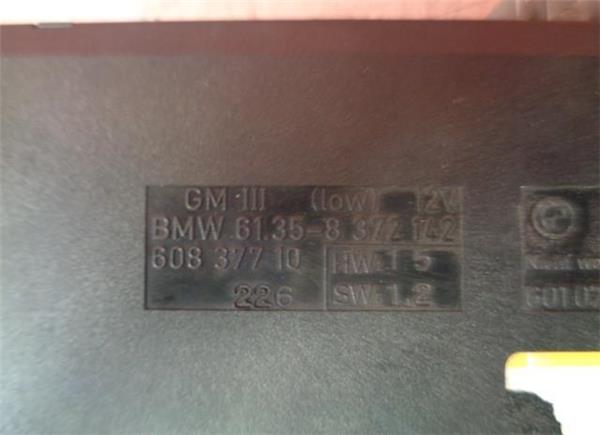 GM III (low) 12V
BMW 61.35-8 372 172
608 377 10 HW 1.5
226 SW 1.2